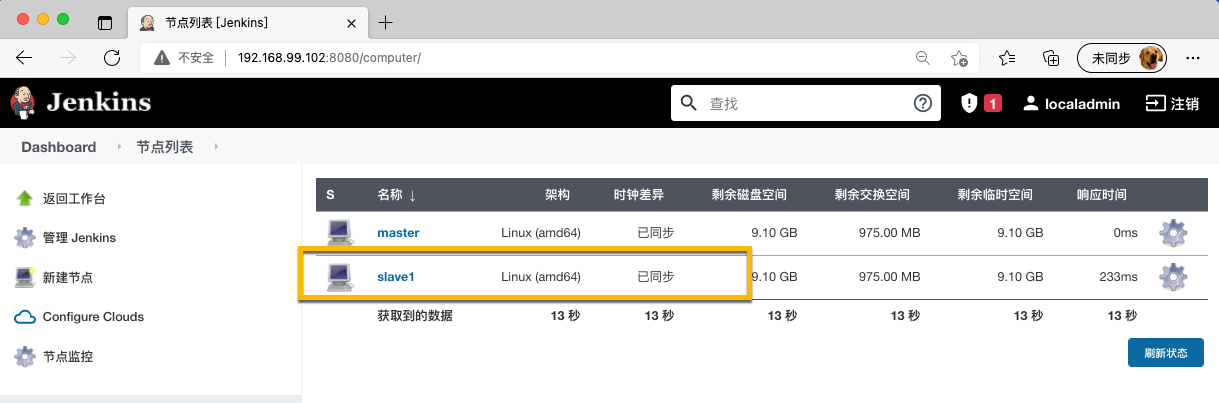 节点列表 [Jenkins]
不安全 192.168.99.102:8080/computer/ 未同步
Jenkins 查找 1 localadmin 注销
Dashboard 节点列表
返回工作台
管理 Jenkins
新建节点
Configure Clouds
节点监控
S 名称 ↓ 架构 时钟差异 剩余磁盘空间 剩余交换空间 剩余临时空间 响应时间
master Linux (amd64) 已同步 9.10 GB 975.00 MB 9.10 GB 0ms
slave1 Linux (amd64) 已同步 9.10 GB 975.00 MB 9.10 GB 233ms
获取到的数据 13 秒 13 秒 13 秒 13 秒 13 秒 13 秒
刷新状态